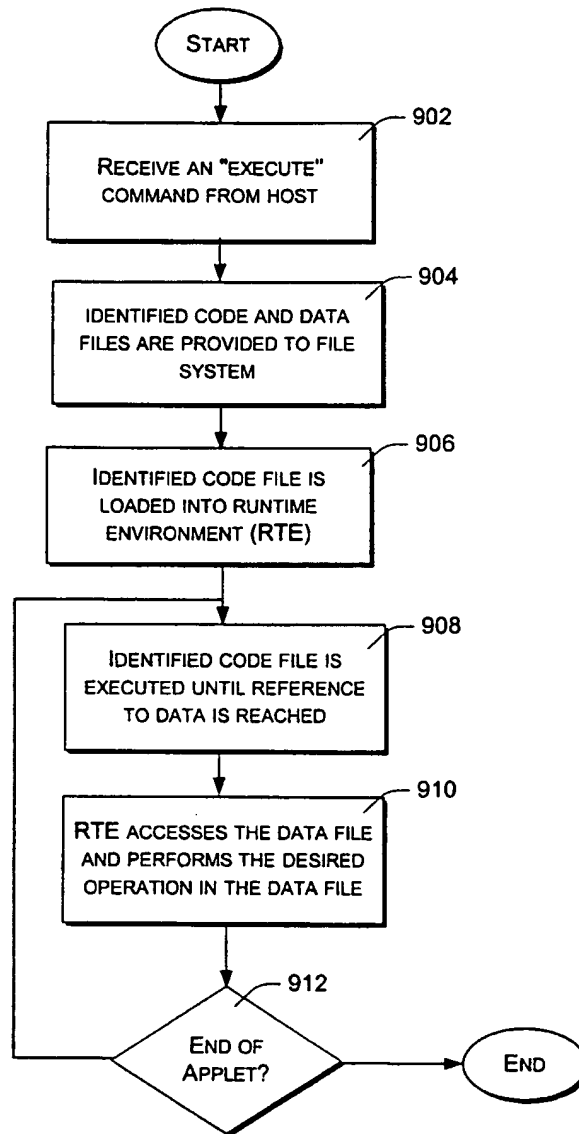 START
902
RECEIVE AN "EXECUTE"
COMMAND FROM HOST
904
IDENTIFIED CODE AND DATA
FILES ARE PROVIDED TO FILE
SYSTEM
906
IDENTIFIED CODE FILE IS
LOADED INTO RUNTIME
ENVIRONMENT (RTE)
908
IDENTIFIED CODE FILE IS
EXECUTED UNTIL REFERENCE
TO DATA IS REACHED
910
RTE ACCESSES THE DATA FILE
AND PERFORMS THE DESIRED
OPERATION IN THE DATA FILE
912
END OF
APPLET?
END